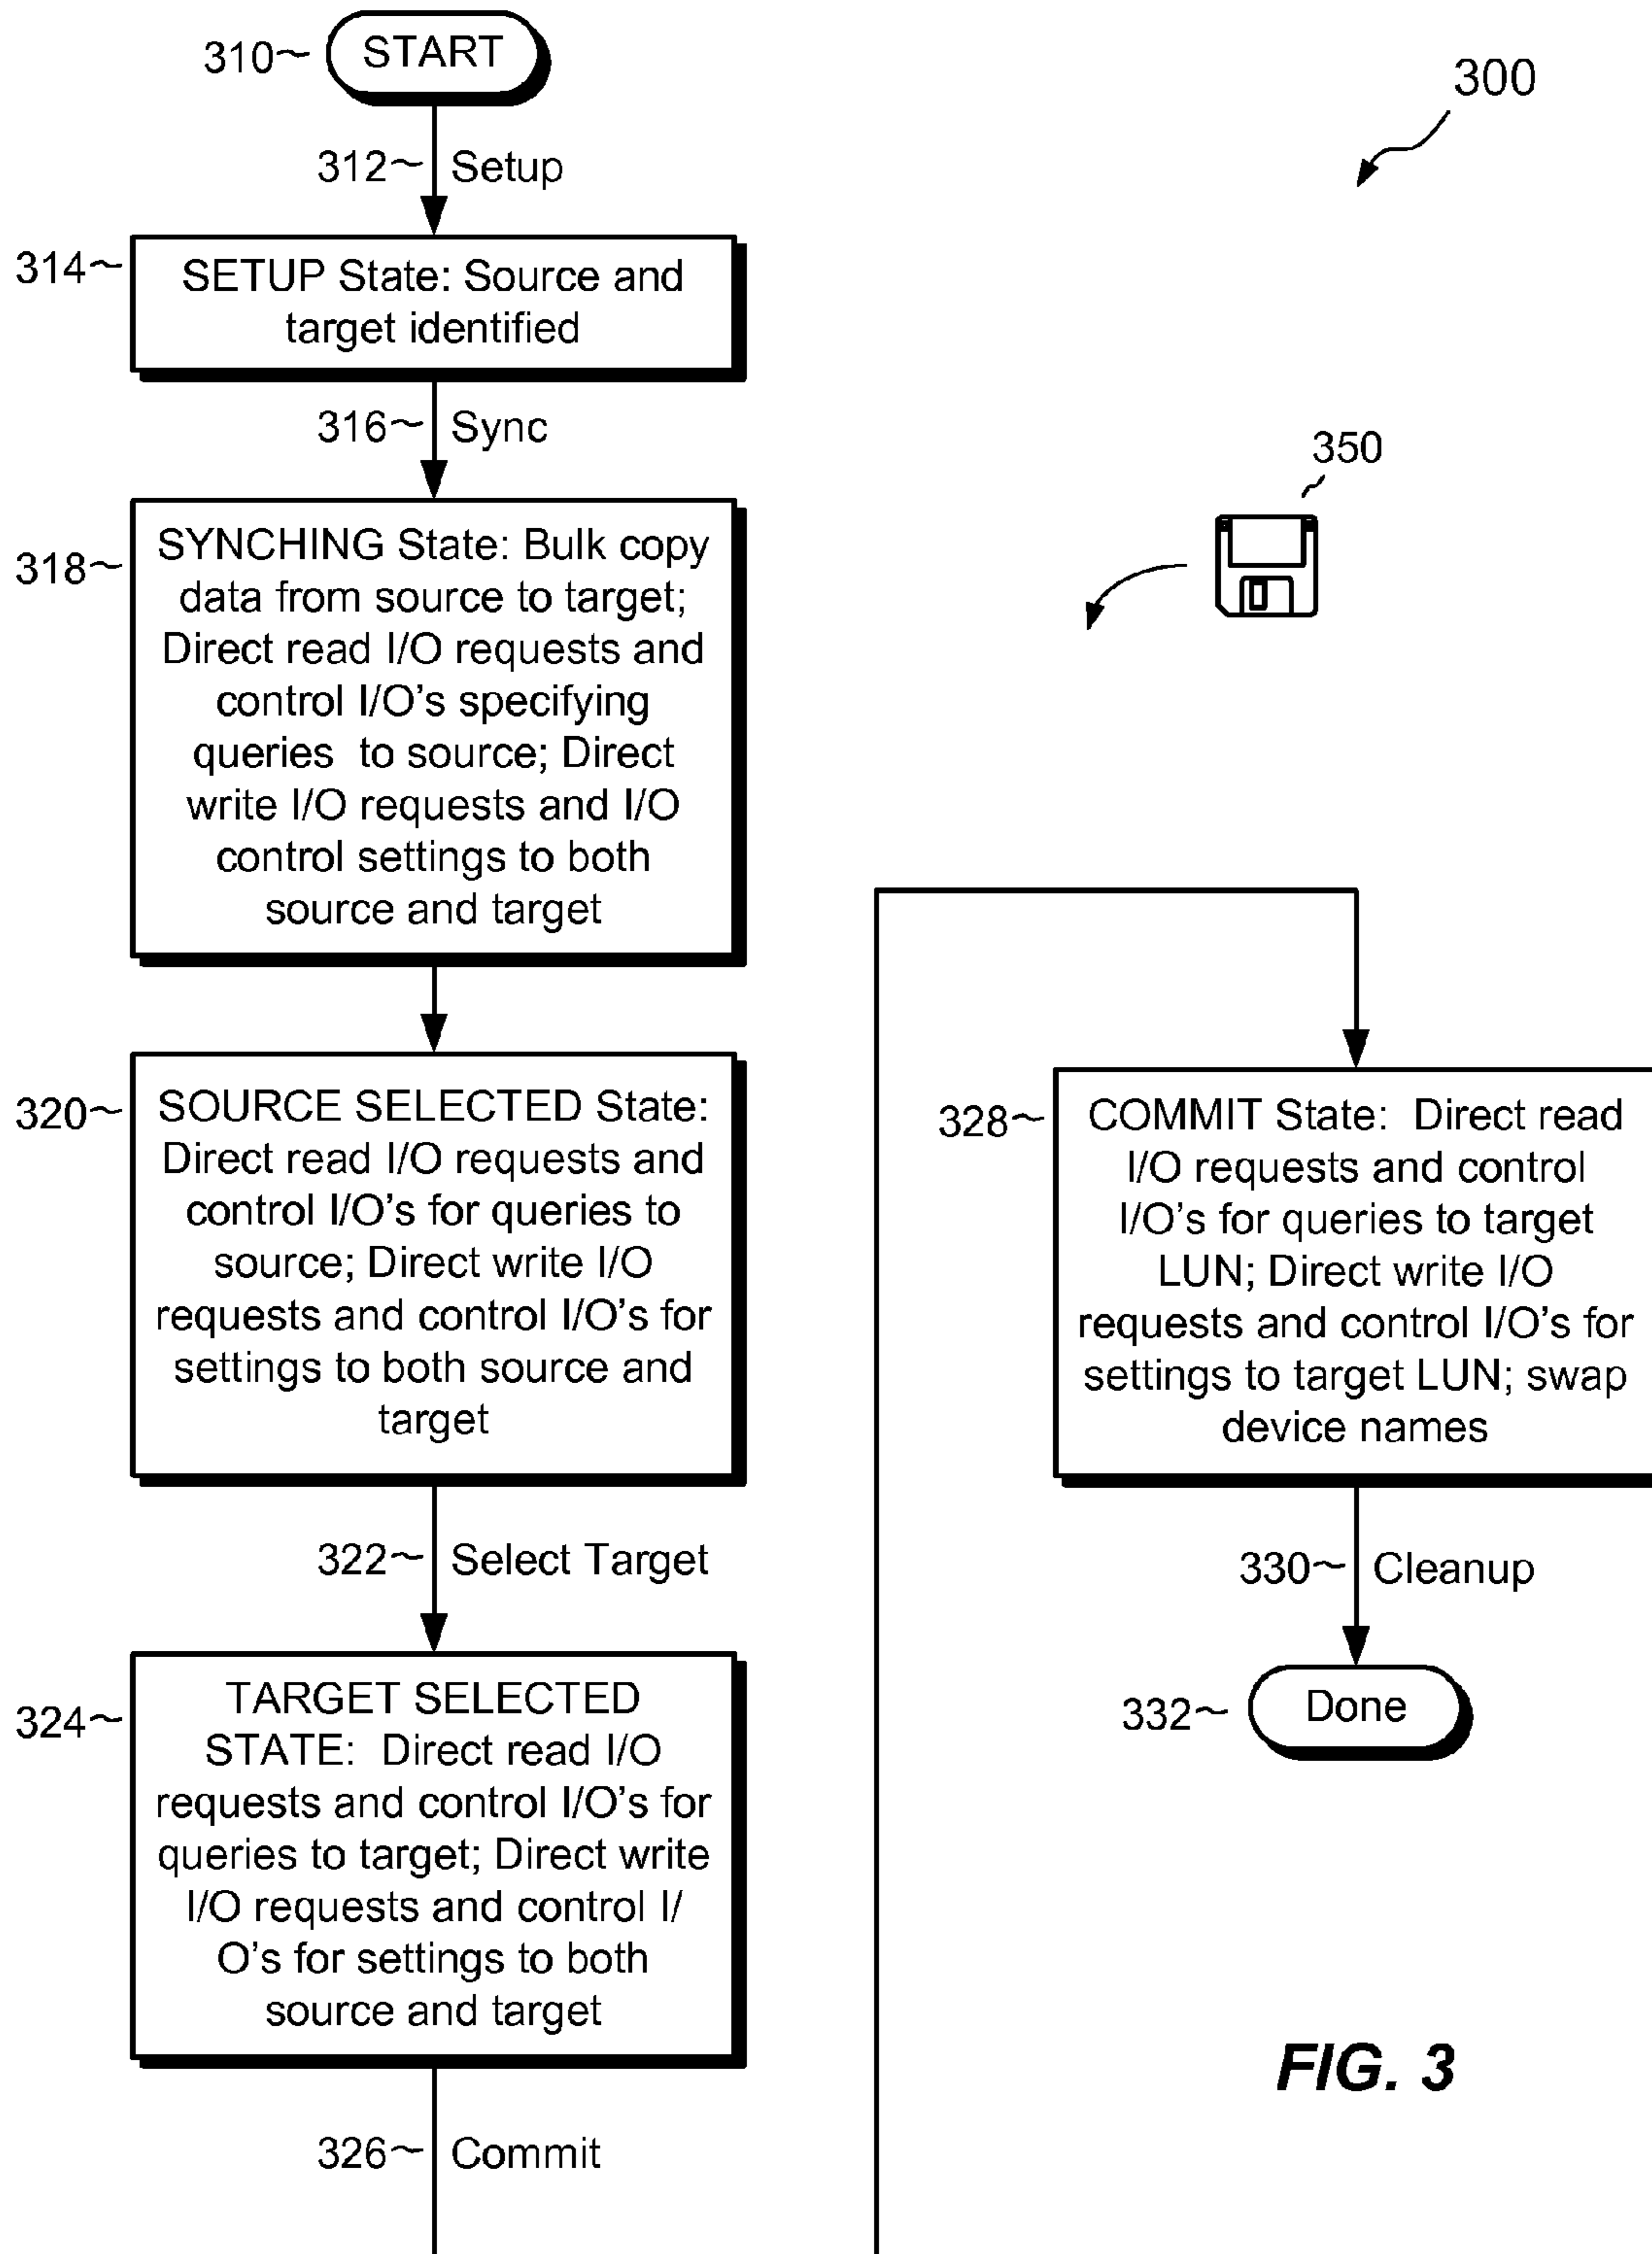 310~ START
300
312~ Setup
314~ SETUP State: Source and
target identified
316~ Sync
350
318~ SYNCHING State: Bulk copy
data from source to target;
Direct read I/O requests and
control I/O's specifying
queries  to source; Direct
write I/O requests and I/O
control settings to both
source and target
320~ SOURCE SELECTED State:
Direct read I/O requests and
control I/O's for queries to
source; Direct write I/O
requests and control I/O's for
settings to both source and
target
322~ Select Target
324~ TARGET SELECTED
STATE:  Direct read I/O
requests and control I/O's for
queries to target; Direct write
I/O requests and control I/
O's for settings to both
source and target
326~ Commit
328~ COMMIT State:  Direct read
I/O requests and control
I/O's for queries to target
LUN; Direct write I/O
requests and control I/O's for
settings to target LUN; swap
device names
330~ Cleanup
332~ Done
FIG. 3